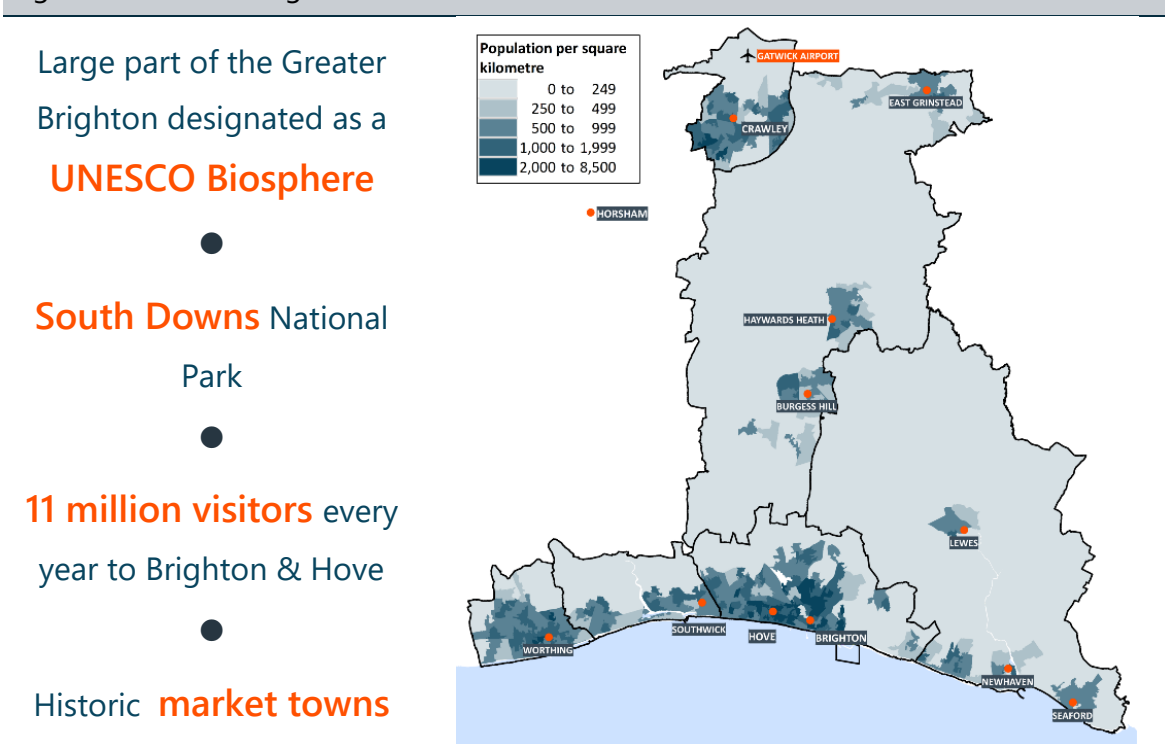 Large part of the Greater
Brighton designated as a
UNESCO Biosphere
South Downs National
Park
11 million visitors every
year to Brighton & Hove
Historic market towns
Population per square
kilometre
0 to 249
250 to 499
500 to 999
1,000 to 1,999
2,000 to 8,500
GATWICK AIRPORT
EAST GRINSTEAD
CRAWLEY
HORSHAM
HAYWARDS HEATH
BURGESS HILL
LEWES
SOUTHWICK
HOVE
BRIGHTON
WORTHING
NEWHAVEN
SEAFORD